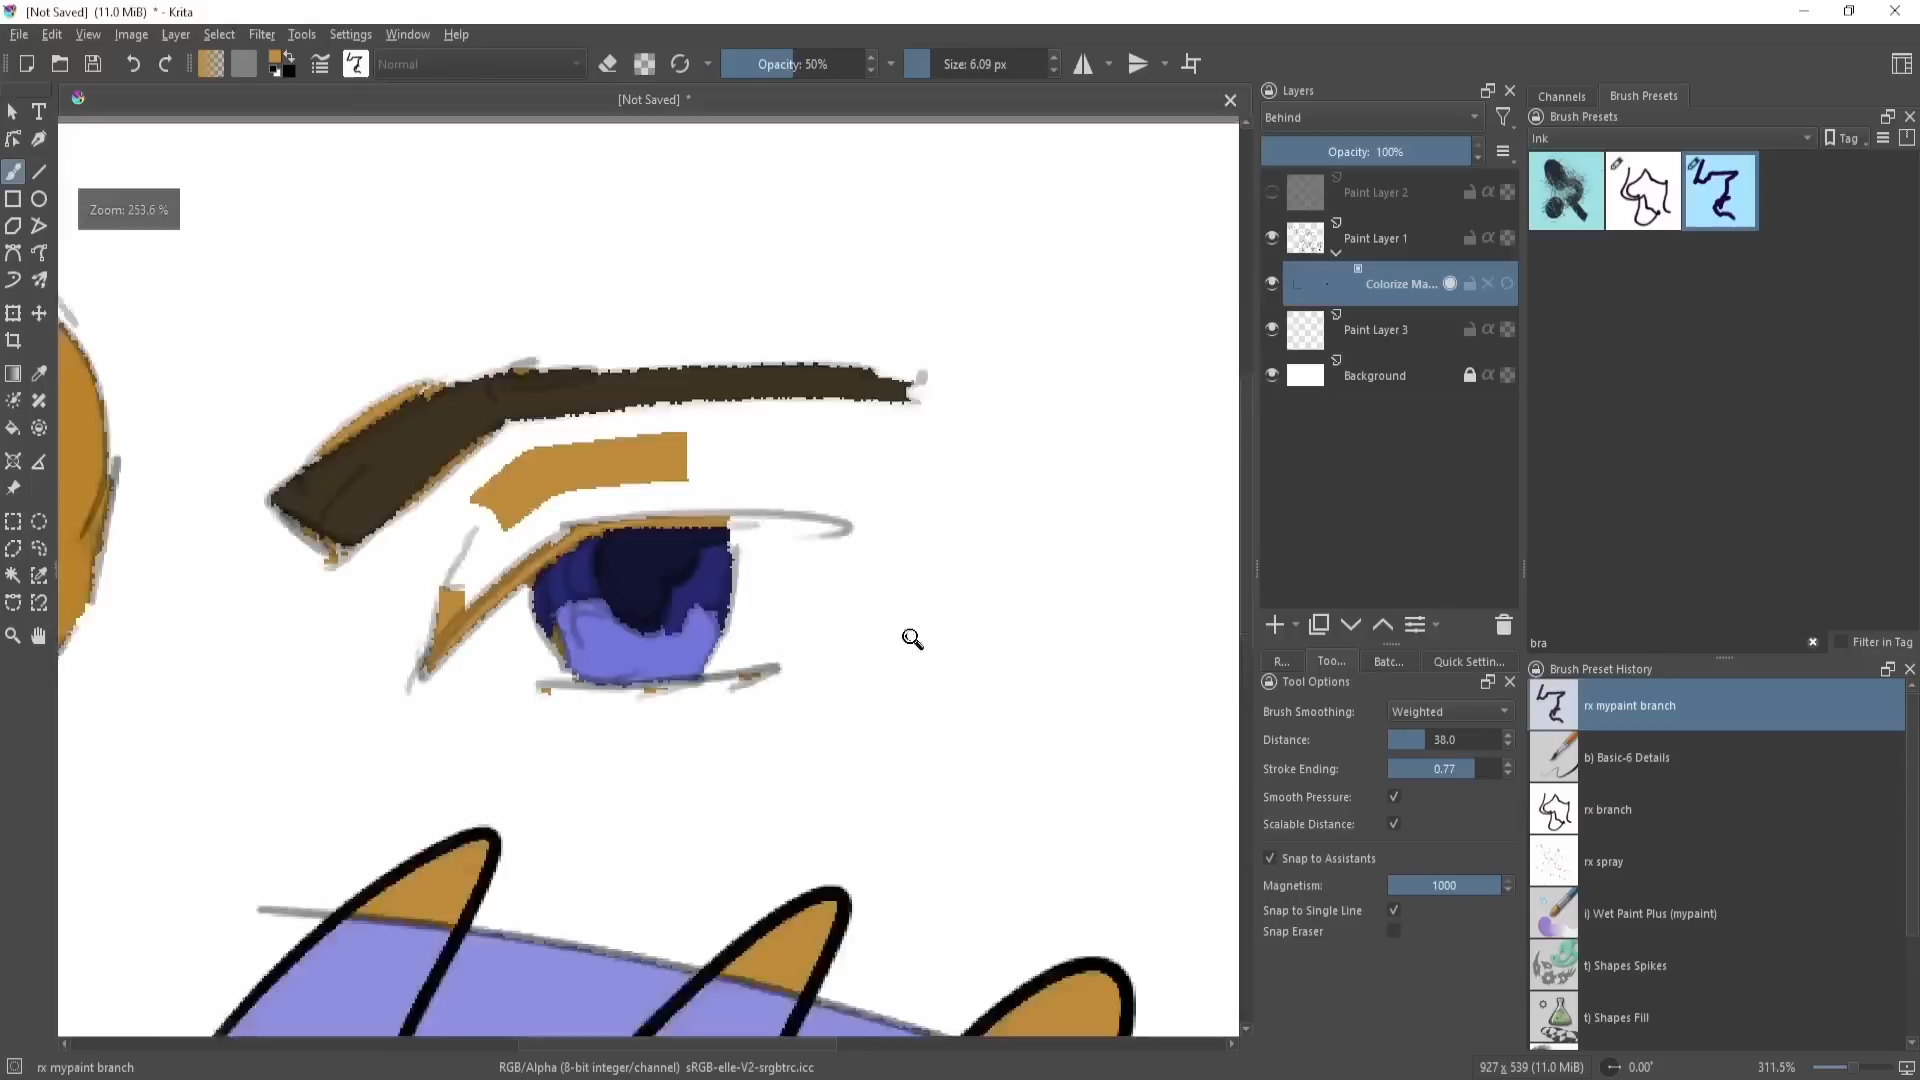 [Not Saved] (11.0 MiB) * - Krita
File Edit View Image Layer Select Filter Tools Settings Window Help
Normal
Opacity: 50%
Size: 6.09 px
[Not Saved] *
Zoom: 253.6 %
Layers
Behind
Opacity: 100%
Paint Layer 2
Paint Layer 1
Colorize Ma...
Paint Layer 3
Background
R... Too... Batc... Quick Settin...
Tool Options
Brush Smoothing: Weighted
Distance: 38.0
Stroke Ending: 0.77
Smooth Pressure:
Scalable Distance:
Snap to Assistants
Magnetism: 1000
Snap to Single Line
Snap Eraser
Channels Brush Presets
Brush Presets
Ink
Tag
bra
Filter in Tag
Brush Preset History
rx mypaint branch
b) Basic-6 Details
rx branch
rx spray
i) Wet Paint Plus (mypaint)
t) Shapes Spikes
t) Shapes Fill
rx mypaint branch
RGB/Alpha (8-bit integer/channel) sRGB-elle-V2-srgbtrc.icc
927 x 539 (11.0 MiB)
0.00°
311.5%